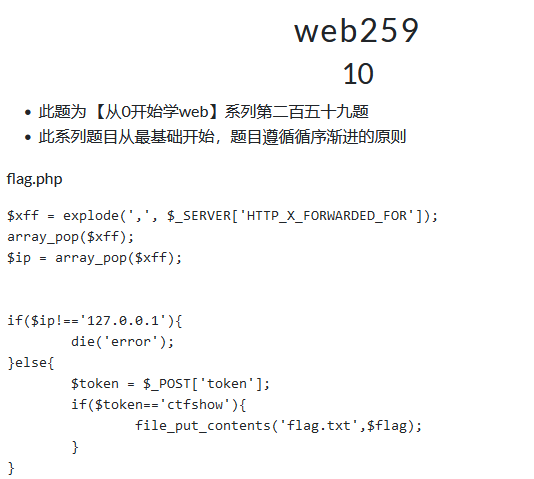 web259
10
此题为【从0开始学web】系列第二百五十九题
此系列题目从最基础开始，题目遵循循序渐进的原则
flag.php
$xff = explode(',', $_SERVER['HTTP_X_FORWARDED_FOR']);
array_pop($xff);
$ip = array_pop($xff);
if($ip!=='127.0.0.1'){
        die('error');
}else{
        $token = $_POST['token'];
        if($token=='ctfshow'){
                file_put_contents('flag.txt',$flag);
        }
}